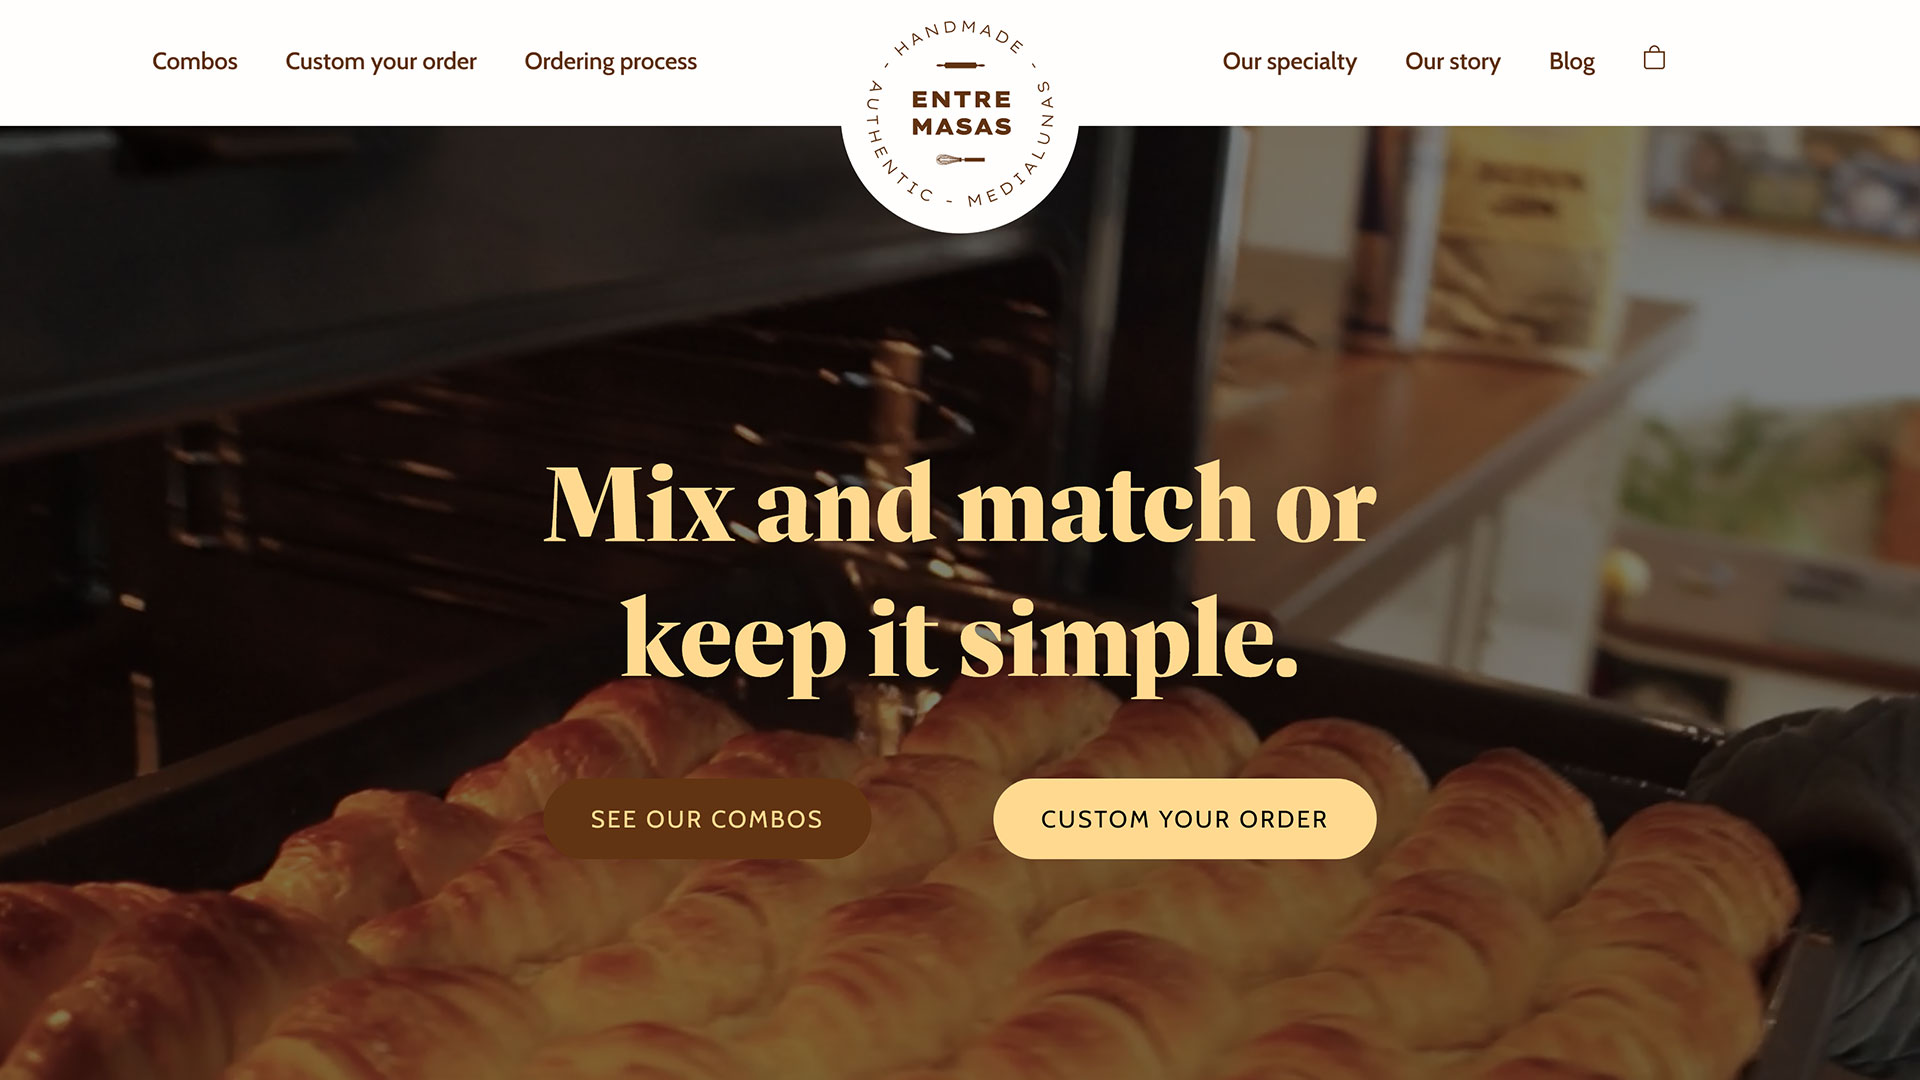 Combos
Custom your order
Ordering process
- HANDMADE -
AUTHENTIC - MEDIALUNAS
ENTRE
MASAS
Our specialty
Our story
Blog
Mix and match or
keep it simple.
SEE OUR COMBOS
CUSTOM YOUR ORDER